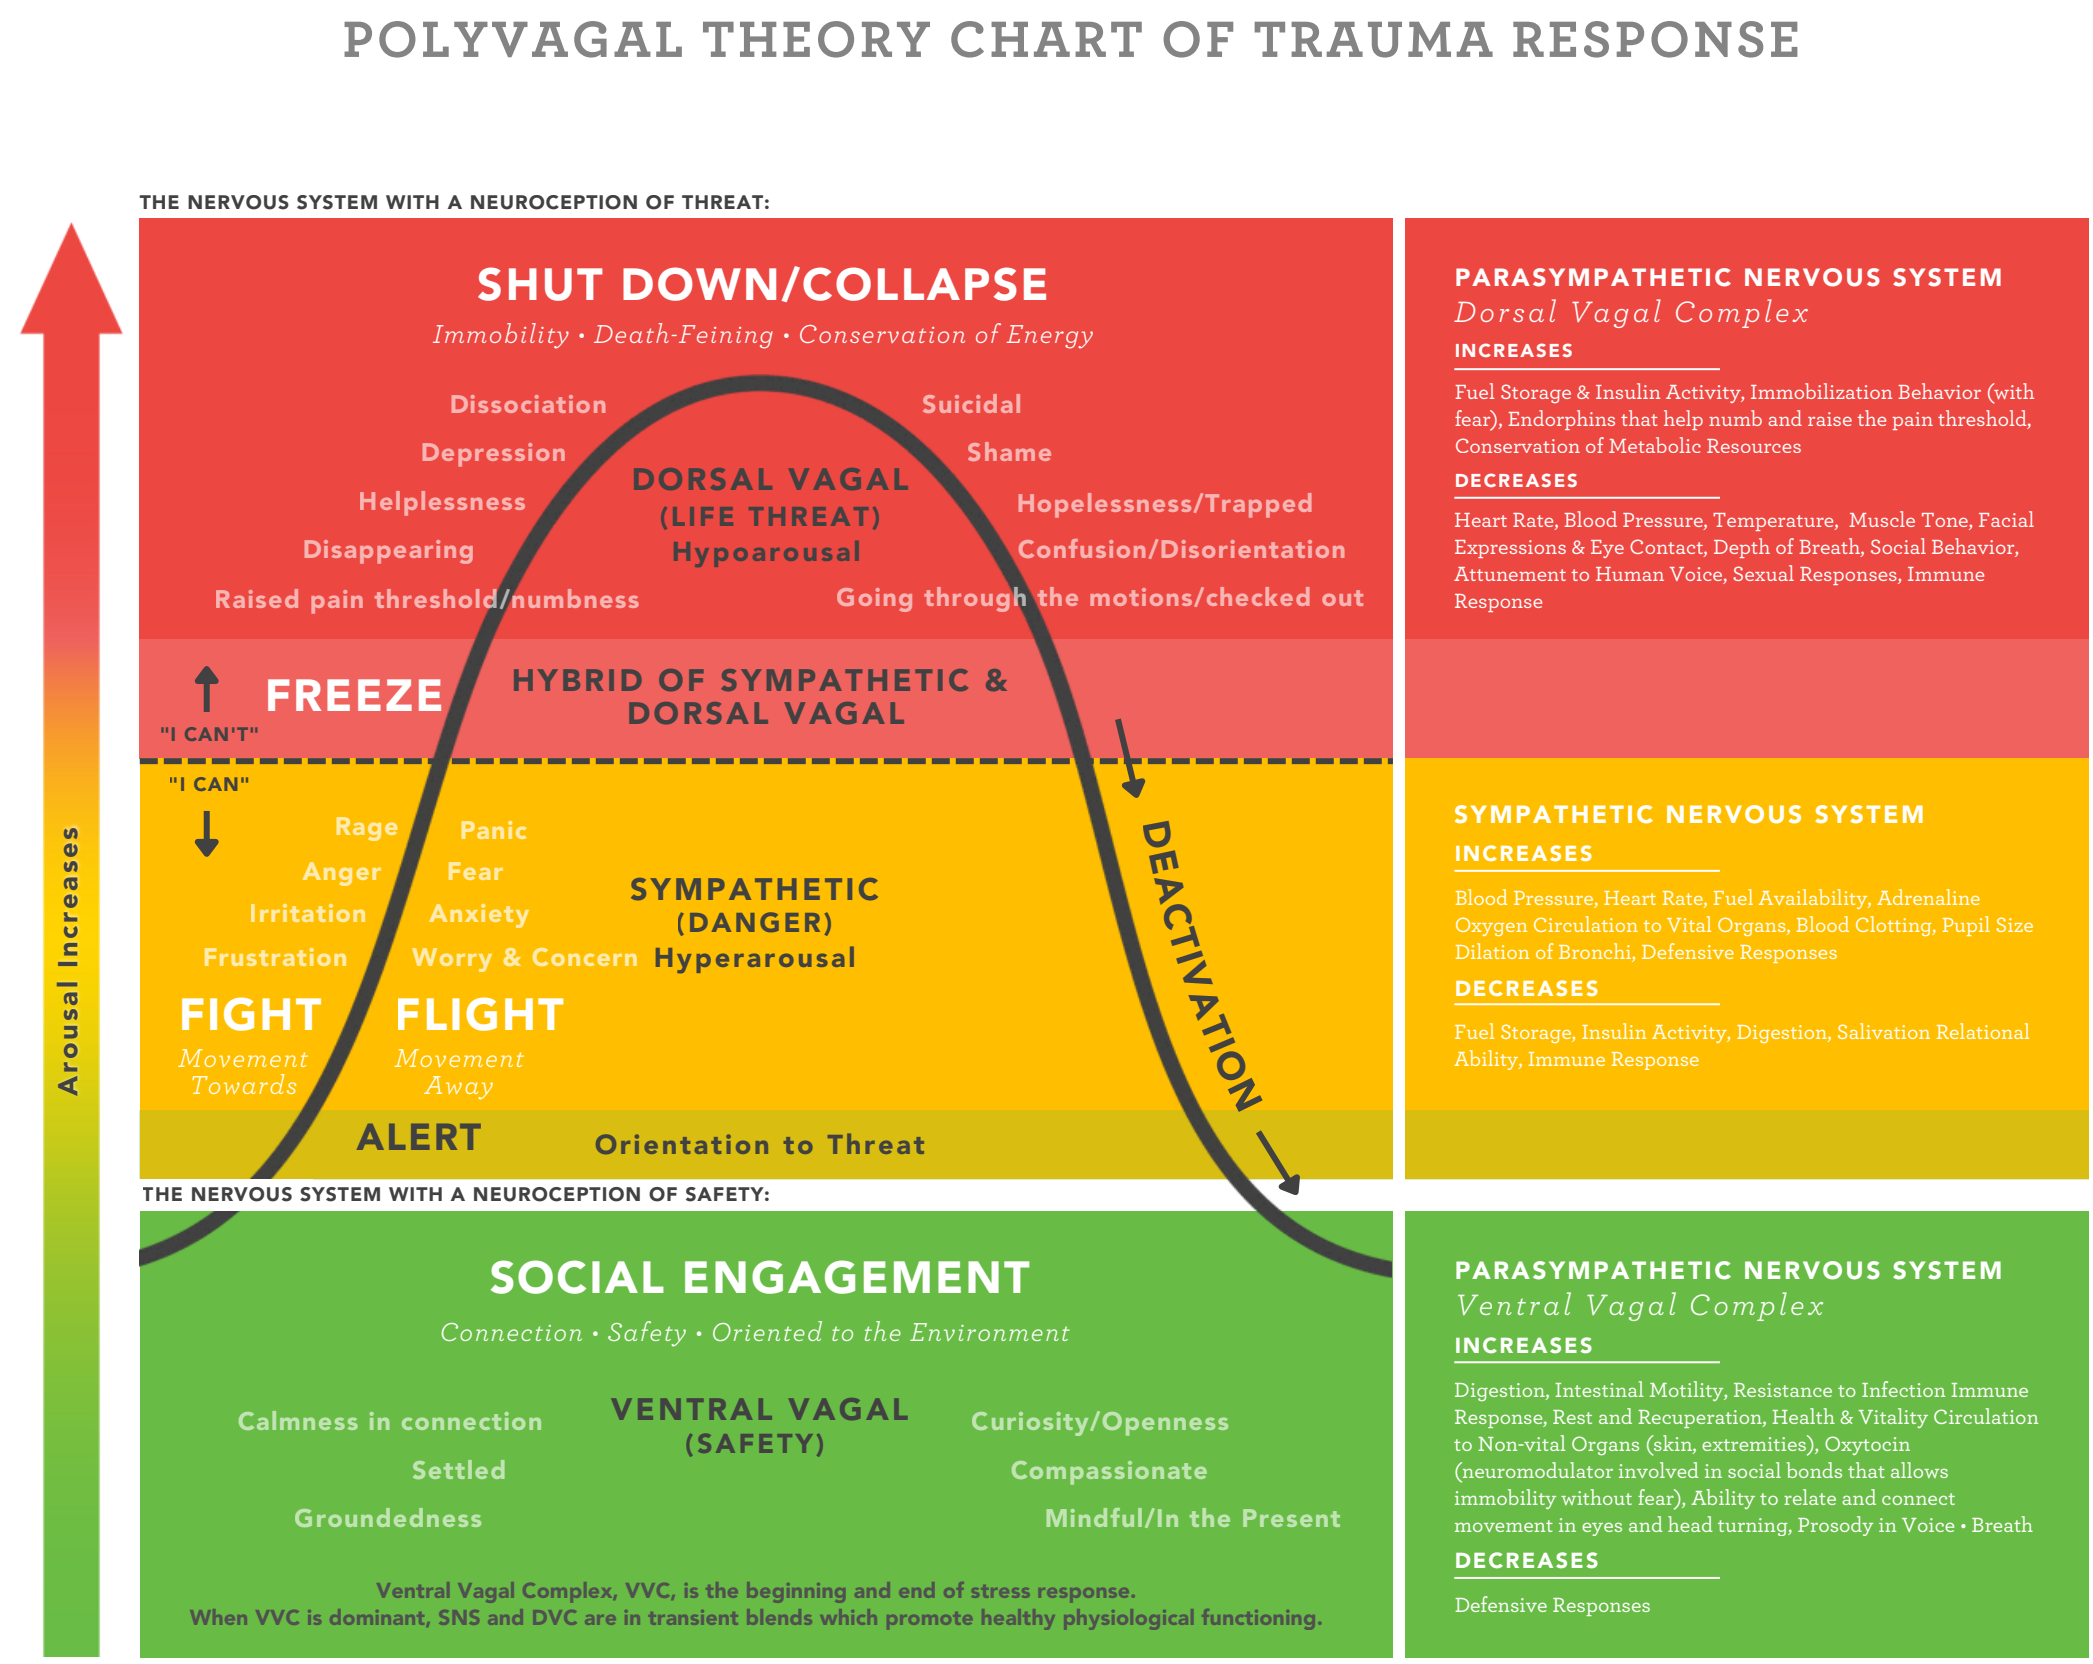 POLYVAGAL THEORY CHART OF TRAUMA RESPONSE
THE NERVOUS SYSTEM WITH A NEUROCEPTION OF THREAT:
Arousal Increases
SHUT DOWN/COLLAPSE
Immobility • Death-Feining • Conservation of Energy
Dissociation
Depression
Helplessness
Disappearing
Raised pain threshold/numbness
DORSAL VAGAL
(LIFE THREAT)
Hypoarousal
Suicidal
Shame
Hopelessness/Trapped
Confusion/Disorientation
Going through the motions/checked out
PARASYMPATHETIC NERVOUS SYSTEM
Dorsal Vagal Complex
INCREASES
Fuel Storage & Insulin Activity, Immobilization Behavior (with
fear), Endorphins that help numb and raise the pain threshold,
Conservation of Metabolic Resources
DECREASES
Heart Rate, Blood Pressure, Temperature, Muscle Tone, Facial
Expressions & Eye Contact, Depth of Breath, Social Behavior,
Attunement to Human Voice, Sexual Responses, Immune
Response
"I CAN'T"
FREEZE
HYBRID OF SYMPATHETIC &
DORSAL VAGAL
"I CAN"
Rage
Anger
Irritation
Frustration
FIGHT
Movement
Towards
Panic
Fear
Anxiety
Worry & Concern
FLIGHT
Movement
Away
SYMPATHETIC
(DANGER)
Hyperarousal
DEACTIVATION
SYMPATHETIC NERVOUS SYSTEM
INCREASES
Blood Pressure, Heart Rate, Fuel Availability, Adrenaline
Oxygen Circulation to Vital Organs, Blood Clotting, Pupil Size
Dilation of Bronchi, Defensive Responses
DECREASES
Fuel Storage, Insulin Activity, Digestion, Salivation Relational
Ability, Immune Response
ALERT
Orientation to Threat
THE NERVOUS SYSTEM WITH A NEUROCEPTION OF SAFETY:
SOCIAL ENGAGEMENT
Connection • Safety • Oriented to the Environment
Calmness in connection
Settled
Groundedness
VENTRAL VAGAL
(SAFETY)
Curiosity/Openness
Compassionate
Mindful/In the Present
Ventral Vagal Complex, VVC, is the beginning and end of stress response.
When VVC is dominant, SNS and DVC are in transient blends which promote healthy physiological functioning.
PARASYMPATHETIC NERVOUS SYSTEM
Ventral Vagal Complex
INCREASES
Digestion, Intestinal Motility, Resistance to Infection Immune
Response, Rest and Recuperation, Health & Vitality Circulation
to Non-vital Organs (skin, extremities), Oxytocin
(neuromodulator involved in social bonds that allows
immobility without fear), Ability to relate and connect
movement in eyes and head turning, Prosody in Voice • Breath
DECREASES
Defensive Responses